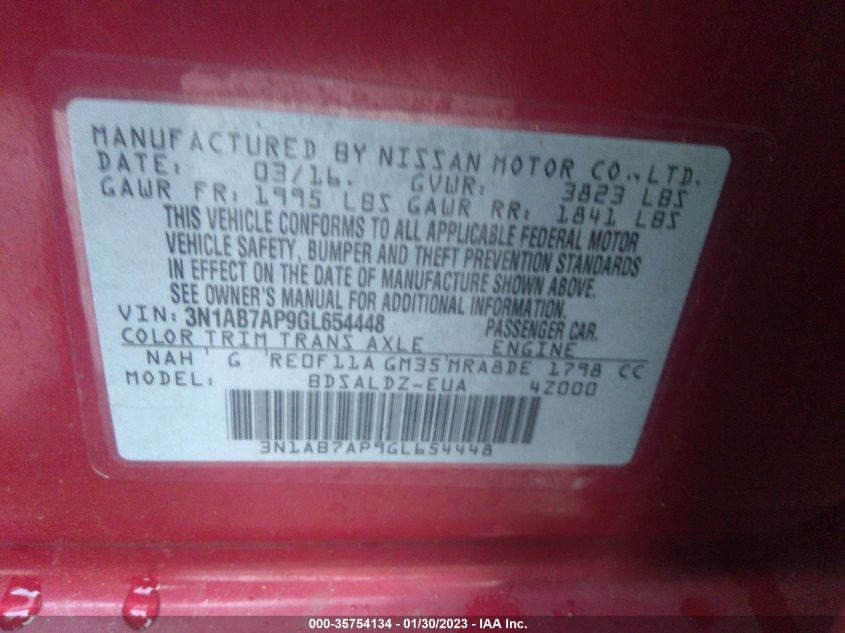 MANUFACTURED BY NISSAN MOTOR CO., LTD.
DATE: 03/16. GVWR: 3823 LBS
GAWR FR: 1995 LBS GAWR RR: 1841 LBS
THIS VEHICLE CONFORMS TO ALL APPLICABLE FEDERAL MOTOR
VEHICLE SAFETY, BUMPER AND THEFT PREVENTION STANDARDS
IN EFFECT ON THE DATE OF MANUFACTURE SHOWN ABOVE.
SEE OWNER'S MANUAL FOR ADDITIONAL INFORMATION.
VIN: 3N1AB7AP9GL654448 PASSENGER CAR.
COLOR TRIM TRANS AXLE ENGINE
NAH G RE0F11A GM35 MRA8DE 1798 CC
MODEL: BDSALDZ-EUA 4Z000
3N1AB7AP9GL654448
000-35754134 - 01/30/2023 - IAA Inc.